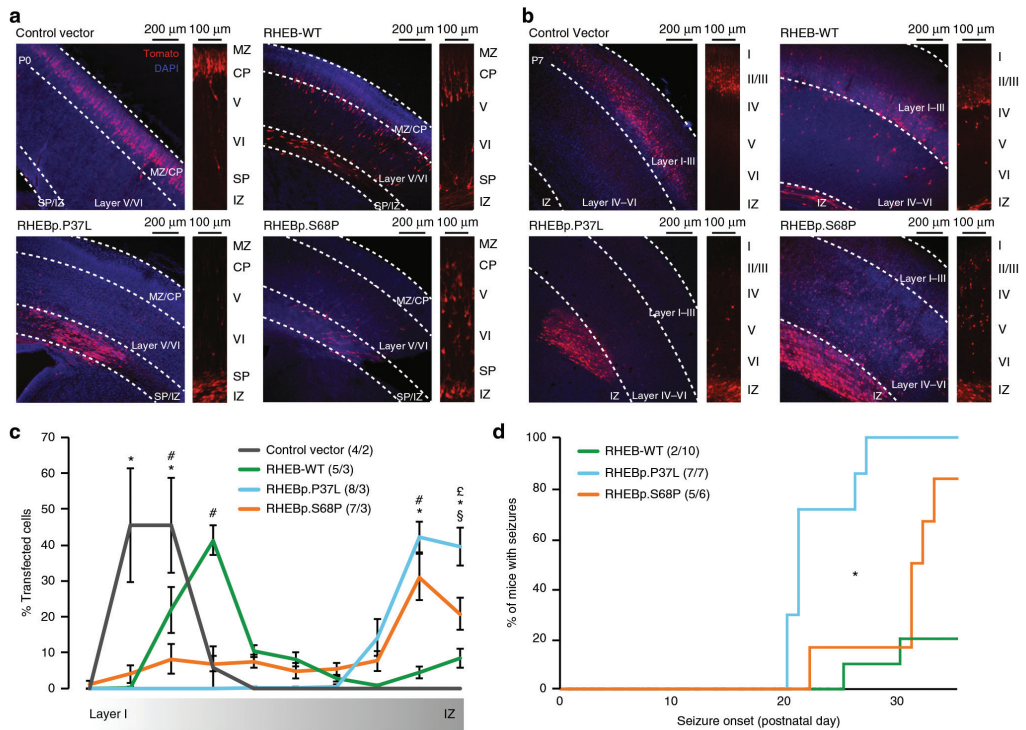 a
200 μm 100 μm
200 μm 100 μm
Control vector
RHEB-WT
Tomato
DAPI
P0
MZ/CP
SP/IZ
Layer V/VI
MZ
CP
V
VI
SP
IZ
MZ/CP
Layer V/VI
SP/IZ
MZ
CP
V
VI
SP
IZ
200 μm 100 μm
200 μm 100 μm
RHEBp.P37L
RHEBp.S68P
MZ/CP
Layer V/VI
SP/IZ
MZ
CP
V
VI
SP
IZ
MZ/CP
Layer V/VI
SP/IZ
MZ
CP
V
VI
SP
IZ
b
200 μm 100 μm
200 μm 100 μm
Control vector
RHEB-WT
P7
Layer I-III
IZ
Layer IV–VI
I
II/III
IV
V
VI
IZ
Layer I–III
IZ
Layer IV–VI
I
II/III
IV
V
VI
IZ
200 μm 100 μm
200 μm 100 μm
RHEBp.P37L
RHEBp.S68P
Layer I–III
IZ
Layer IV–VI
I
II/III
IV
V
VI
IZ
Layer I–III
Layer IV–VI
IZ
I
II/III
IV
V
VI
IZ
c
% Transfected cells
70
60
50
40
30
20
10
0
Control vector (4/2)
RHEB-WT (5/3)
RHEBp.P37L (8/3)
RHEBp.S68P (7/3)
*
#
*
#
#
*
£
*
§
Layer I
IZ
d
% of mice with seizures
100
80
60
40
20
0
RHEB-WT (2/10)
RHEBp.P37L (7/7)
RHEBp.S68P (5/6)
*
0
10
20
30
Seizure onset (postnatal day)